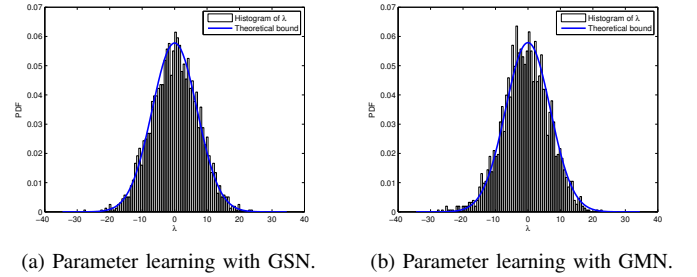 0.07
0.06
0.05
0.04
0.03
0.02
0.01
0
PDF
−40 −30 −20 −10 0 10 20 30 40
λ
Histogram of λ
Theoretical bound
(a) Parameter learning with GSN.
0.07
0.06
0.05
0.04
0.03
0.02
0.01
0
PDF
−40 −30 −20 −10 0 10 20 30 40
λ
Histogram of λ
Theoretical bound
(b) Parameter learning with GMN.